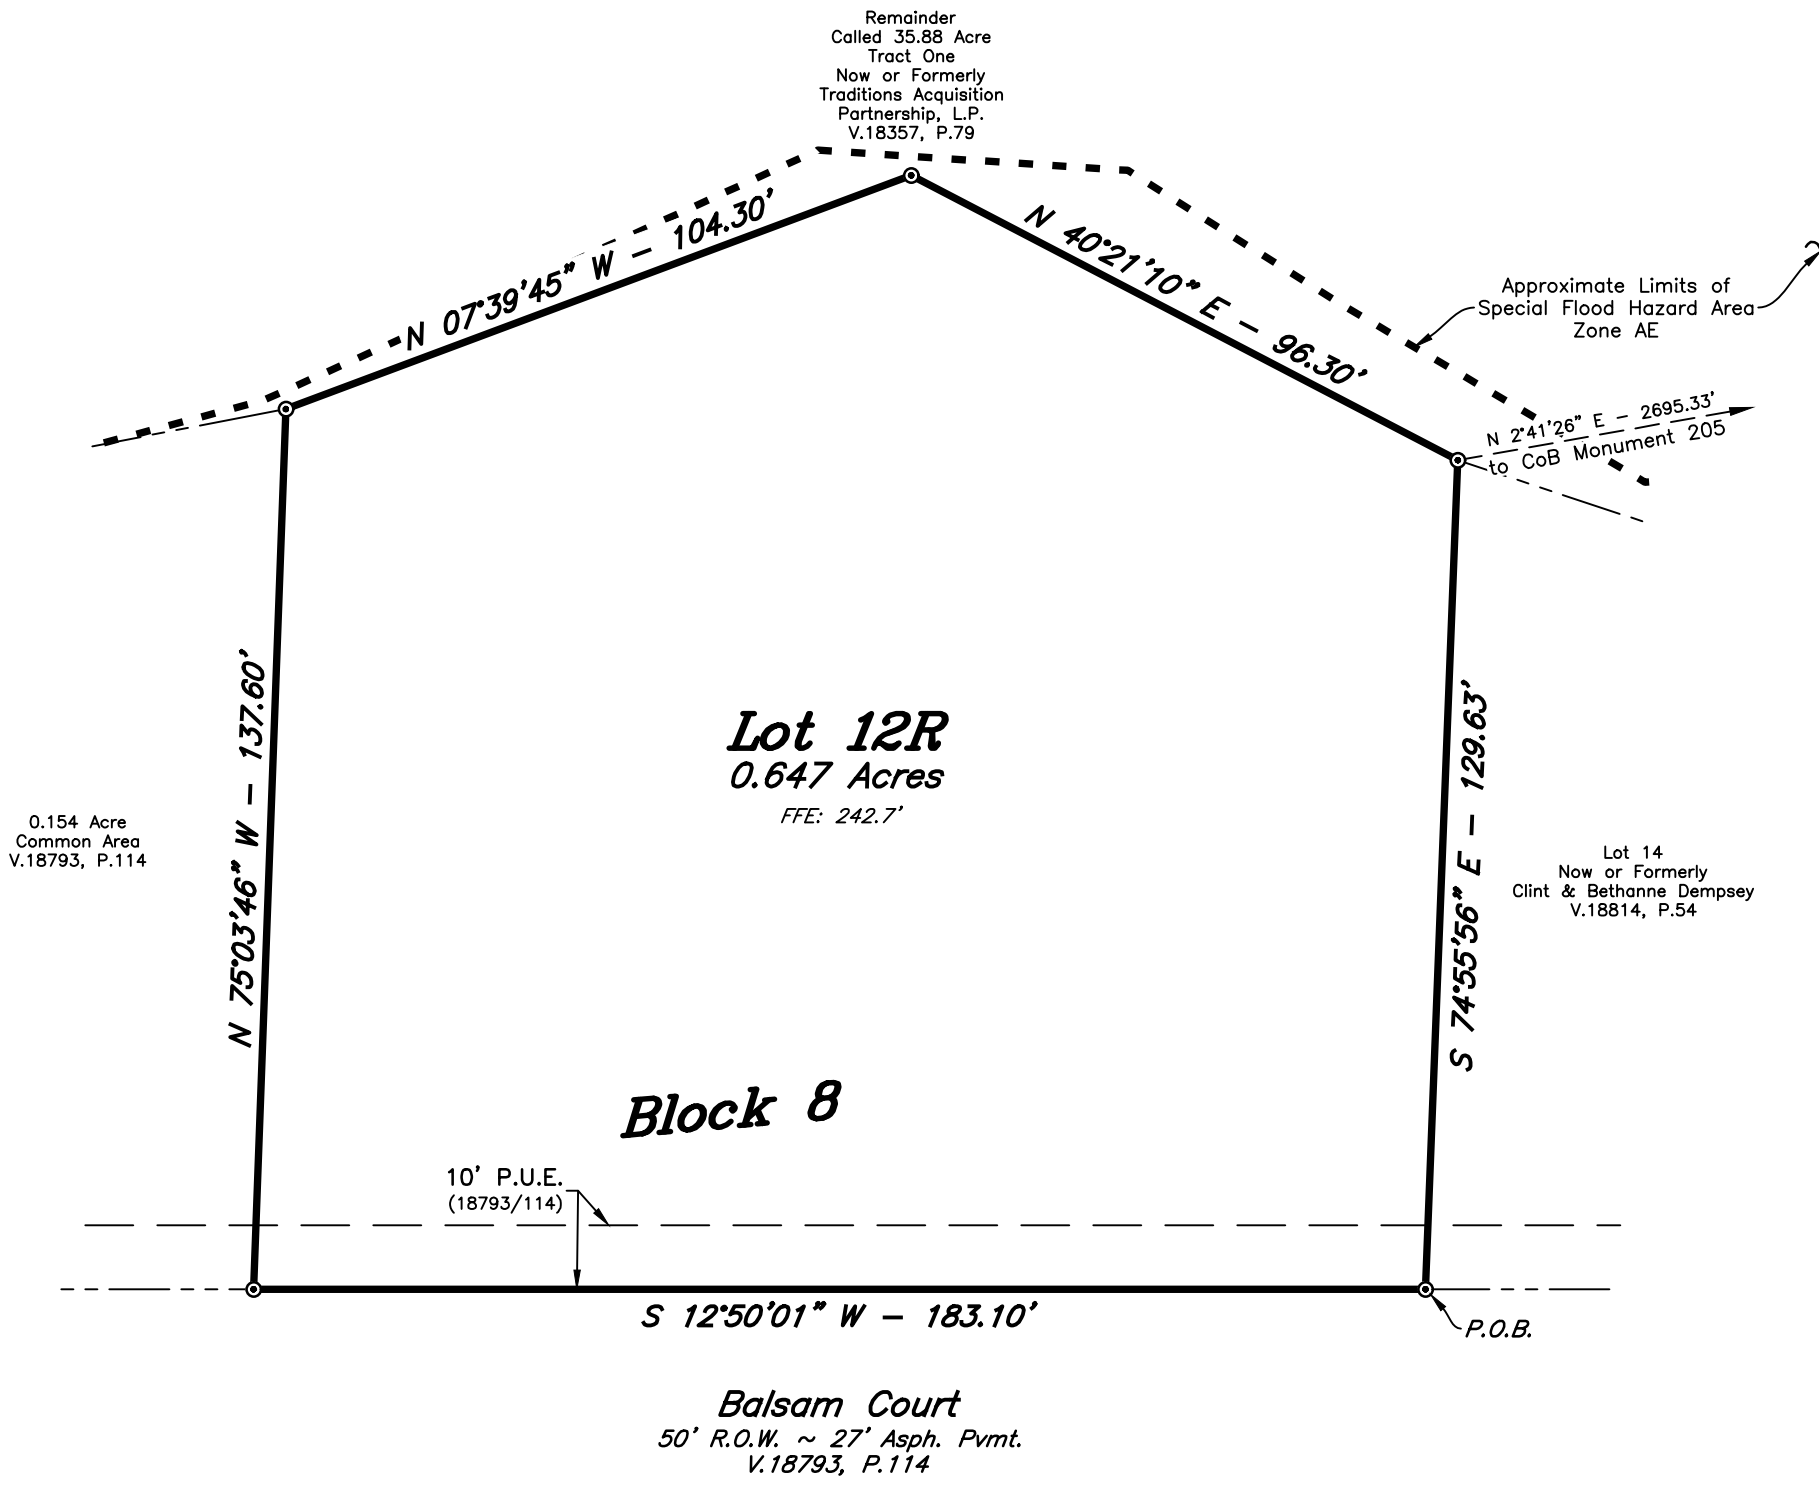 Remainder
Called 35.88 Acre
Tract One
Now or Formerly
Traditions Acquisition
Partnership, L.P.
V.18357, P.79
N 07°39'45" W - 104.30'
N 40°21'10" E - 96.30'
Approximate Limits of
Special Flood Hazard Area
Zone AE
N 2°41'26" E - 2695.33'
to CoB Monument 205
N 75°03'46" W - 137.60'
S 74°55'56" E - 129.63'
Lot 12R
0.647 Acres
FFE: 242.7'
0.154 Acre
Common Area
V.18793, P.114
Lot 14
Now or Formerly
Clint & Bethanne Dempsey
V.18814, P.54
Block 8
10' P.U.E.
(18793/114)
S 12°50'01" W - 183.10'
P.O.B.
Balsam Court
50' R.O.W. ~ 27' Asph. Pvmt.
V.18793, P.114